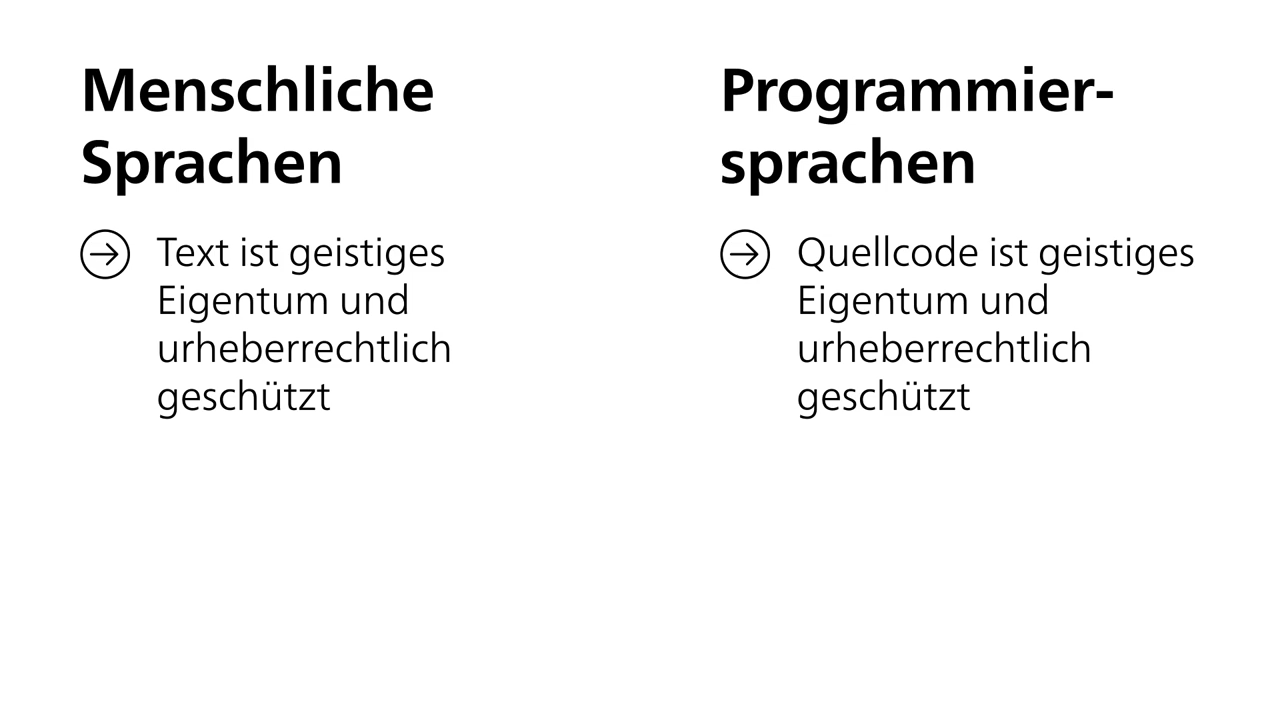 Menschliche
Sprachen
Text ist geistiges
Eigentum und
urheberrechtlich
geschützt
Programmier-
sprachen
Quellcode ist geistiges
Eigentum und
urheberrechtlich
geschützt